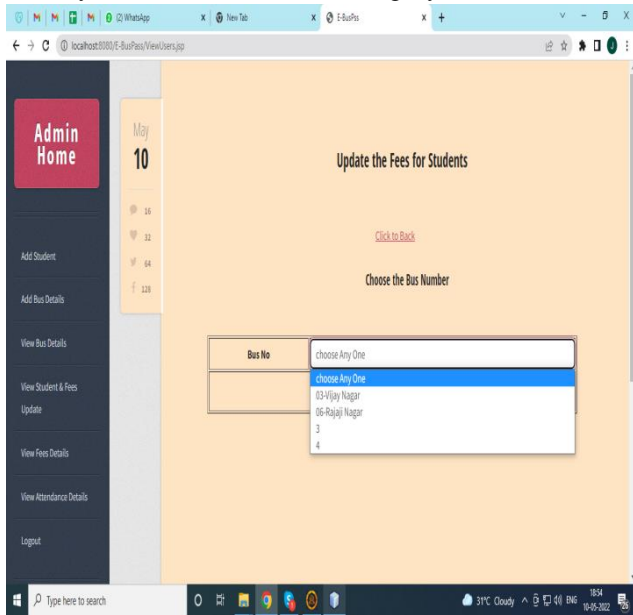 (2) WhatsApp
New Tab
E-BusPss
localhost:8080/E-BusPass/ViewUsers.jsp
Admin
Home
Add Student
Add Bus Details
View Bus Details
View Student & Fees
Update
View Fees Details
View Attendance Details
Logout
May
10
16
32
64
128
Update the Fees for Students
Click to Back
Choose the Bus Number
Bus No
choose Any One
choose Any One
03-Vijay Nagar
06-Rajaji Nagar
3
4
Type here to search
31°C Cloudy
ENG
18:54
10-05-2022